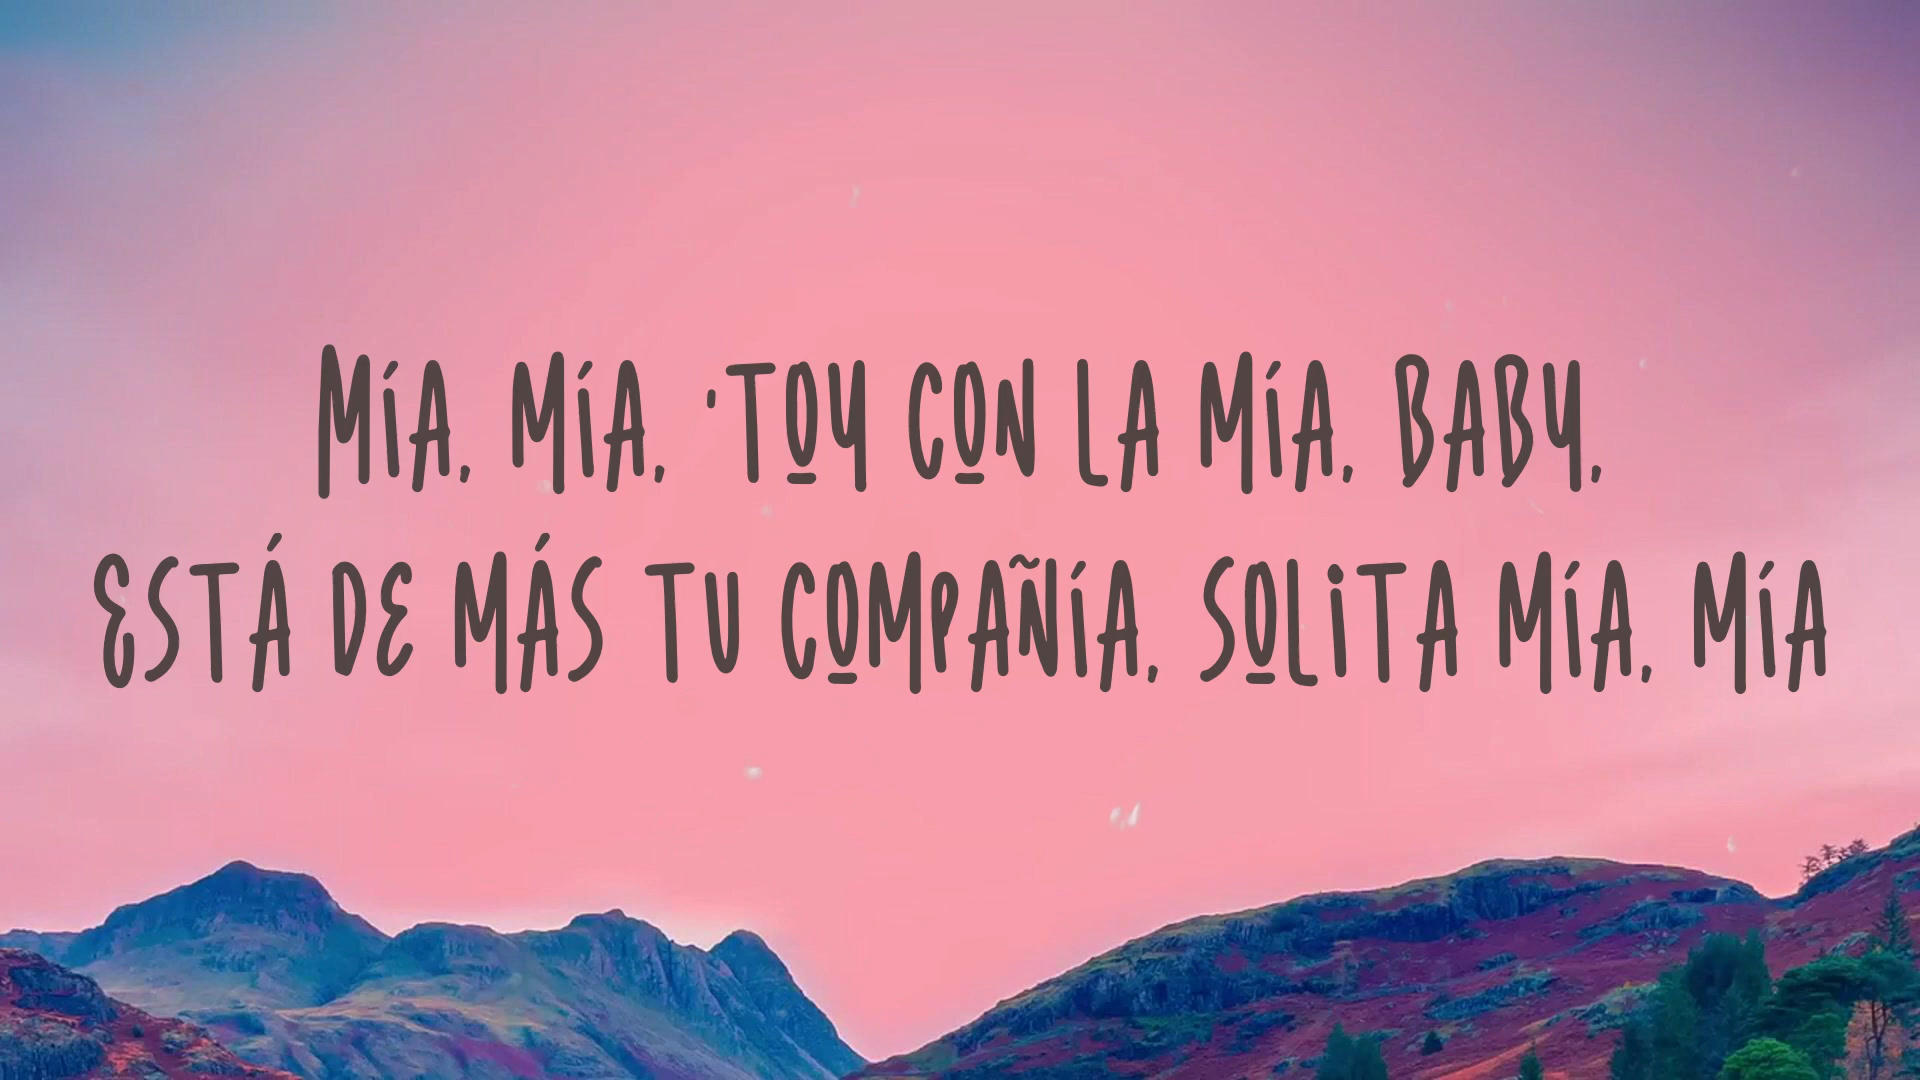 Mía, mía, 'toy con la mía, baby,
Está de más tu compañía, solita mía, mía